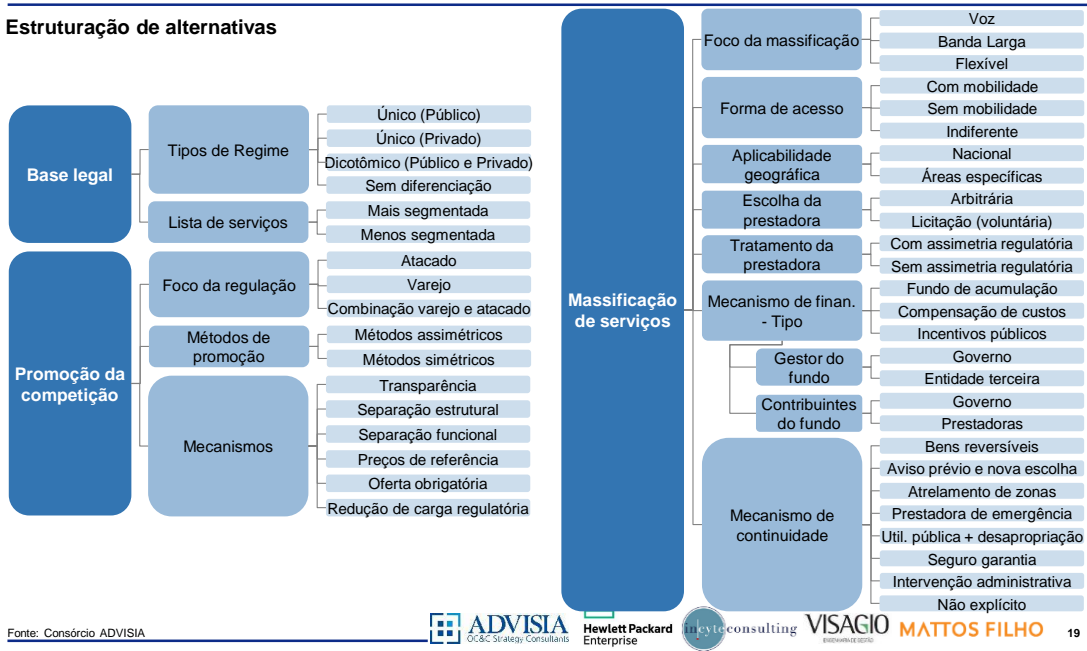 Estruturação de alternativas
Base legal
Tipos de Regime
Único (Público)
Único (Privado)
Dicotômico (Público e Privado)
Sem diferenciação
Lista de serviços
Mais segmentada
Menos segmentada
Promoção da
competição
Foco da regulação
Atacado
Varejo
Combinação varejo e atacado
Métodos de
promoção
Métodos assimétricos
Métodos simétricos
Mecanismos
Transparência
Separação estrutural
Separação funcional
Preços de referência
Oferta obrigatória
Redução de carga regulatória
Massificação
de serviços
Foco da massificação
Voz
Banda Larga
Flexível
Forma de acesso
Com mobilidade
Sem mobilidade
Indiferente
Aplicabilidade
geográfica
Nacional
Áreas específicas
Escolha da
prestadora
Arbitrária
Licitação (voluntária)
Tratamento da
prestadora
Com assimetria regulatória
Sem assimetria regulatória
Mecanismo de finan.
- Tipo
Fundo de acumulação
Compensação de custos
Incentivos públicos
Gestor do
fundo
Governo
Entidade terceira
Contribuintes
do fundo
Governo
Prestadoras
Mecanismo de
continuidade
Bens reversíveis
Aviso prévio e nova escolha
Atrelamento de zonas
Prestadora de emergência
Util. pública + desapropriação
Seguro garantia
Intervenção administrativa
Não explícito
Fonte: Consórcio ADVISIA
ADVISIA
OC&C Strategy Consultants
Hewlett Packard
Enterprise
incyteconsulting
VISAGIO
ENGENHARIA DE GESTÃO
MATTOS FILHO
19